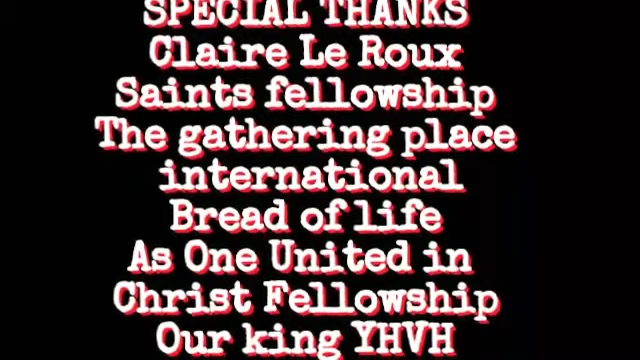 SPECIAL THANKS
Claire Le Roux
Saints fellowship
The gathering place
international
Bread of life
As One United in
Christ Fellowship
Our king YHVH